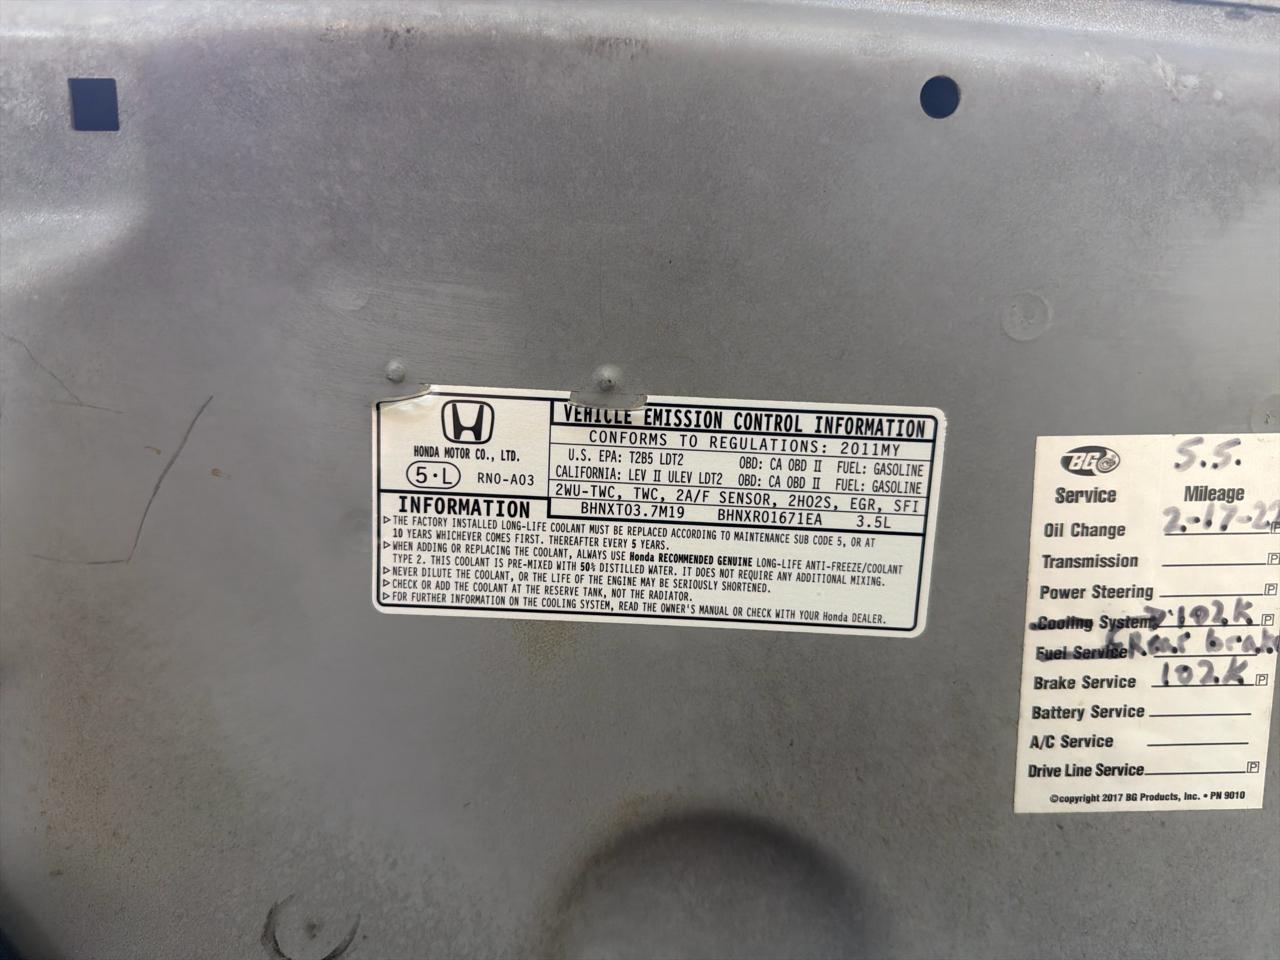 VEHICLE EMISSION CONTROL INFORMATION
HONDA MOTOR CO., LTD.
CONFORMS TO REGULATIONS: 2011MY
U.S. EPA: T2B5 LDT2 OBD: CA OBD II FUEL: GASOLINE
CALIFORNIA: LEV II ULEV LDT2 OBD: CA OBD II FUEL: GASOLINE
5·L RN0-A03
2WU-TWC, TWC, 2A/F SENSOR, 2HO2S, EGR, SFI
BHNXT03.7M19 BHNXR01671EA 3.5L
INFORMATION
▷THE FACTORY INSTALLED LONG-LIFE COOLANT MUST BE REPLACED ACCORDING TO MAINTENANCE SUB CODE 5, OR AT
10 YEARS WHICHEVER COMES FIRST. THEREAFTER EVERY 5 YEARS.
▷WHEN ADDING OR REPLACING THE COOLANT, ALWAYS USE Honda RECOMMENDED GENUINE LONG-LIFE ANTI-FREEZE/COOLANT
TYPE 2. THIS COOLANT IS PRE-MIXED WITH 50% DISTILLED WATER. IT DOES NOT REQUIRE ANY ADDITIONAL MIXING.
▷NEVER DILUTE THE COOLANT, OR THE LIFE OF THE ENGINE MAY BE SERIOUSLY SHORTENED.
▷CHECK OR ADD THE COOLANT AT THE RESERVE TANK, NOT THE RADIATOR.
▷FOR FURTHER INFORMATION ON THE COOLING SYSTEM, READ THE OWNER'S MANUAL OR CHECK WITH YOUR Honda DEALER.
BG S.S.
Service Mileage
Oil Change 2-17-22 P
Transmission P
Power Steering P
Cooling System 102K P
Fuel Service Rear brake
Brake Service 102K P
Battery Service
A/C Service
Drive Line Service P
©copyright 2017 BG Products, Inc. • PN 9010